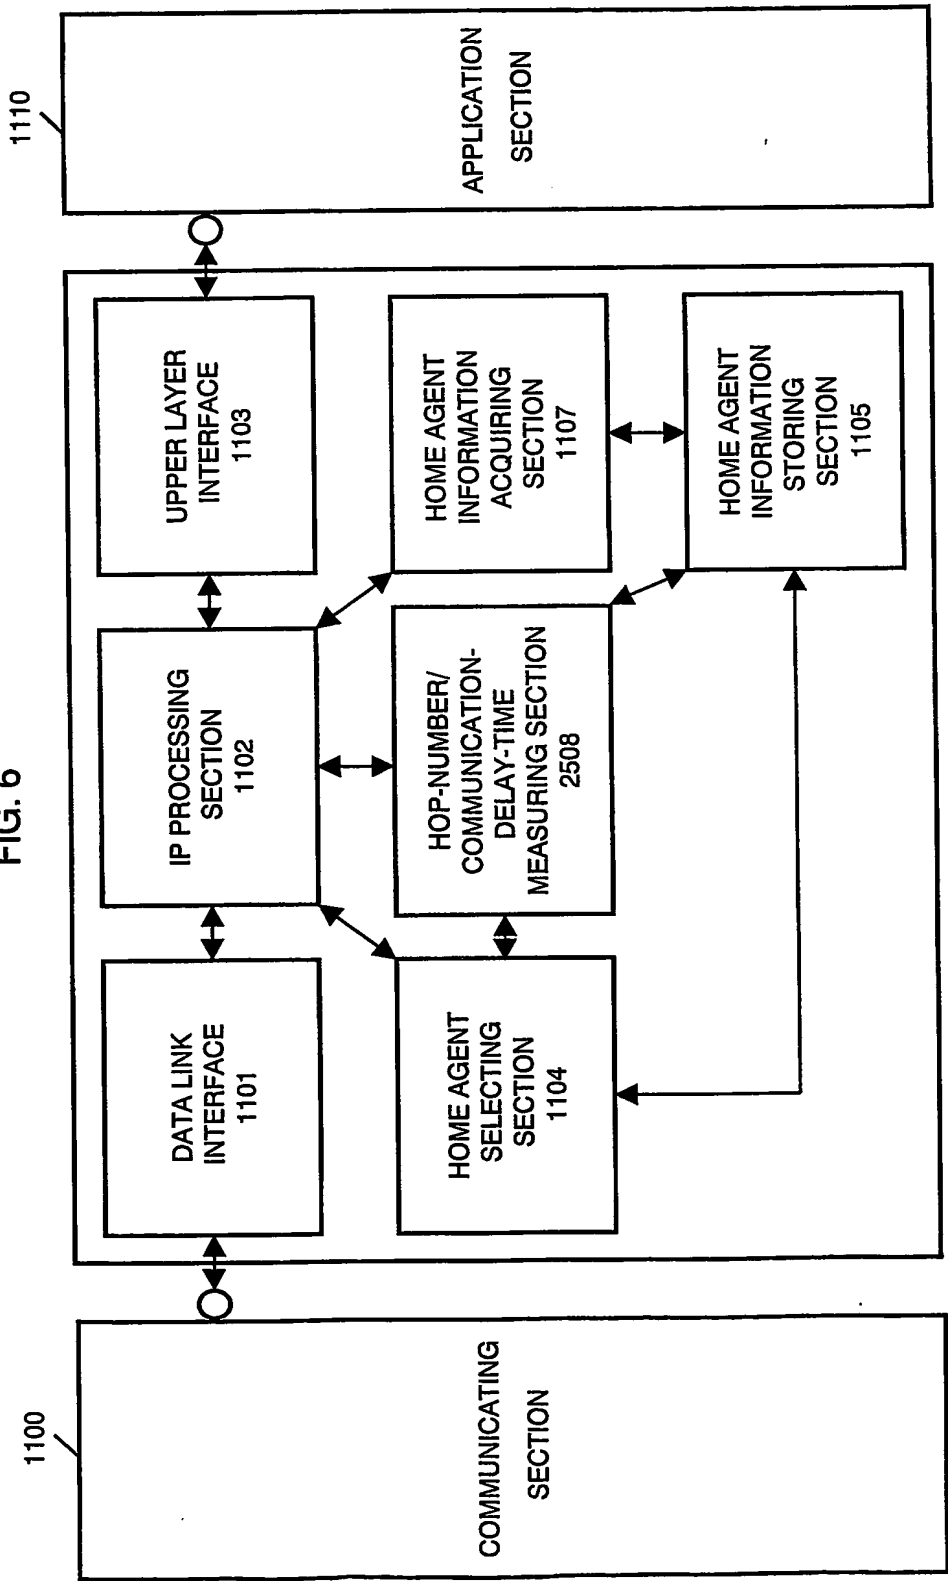 FIG. 6
1100
COMMUNICATING
SECTION
DATA LINK
INTERFACE
1101
IP PROCESSING
SECTION
1102
UPPER LAYER
INTERFACE
1103
HOME AGENT
SELECTING
SECTION
1104
HOP-NUMBER/
COMMUNICATION-
DELAY-TIME
MEASURING SECTION
2508
HOME AGENT
INFORMATION
ACQUIRING
SECTION
1107
HOME AGENT
INFORMATION
STORING
SECTION
1105
1110
APPLICATION
SECTION